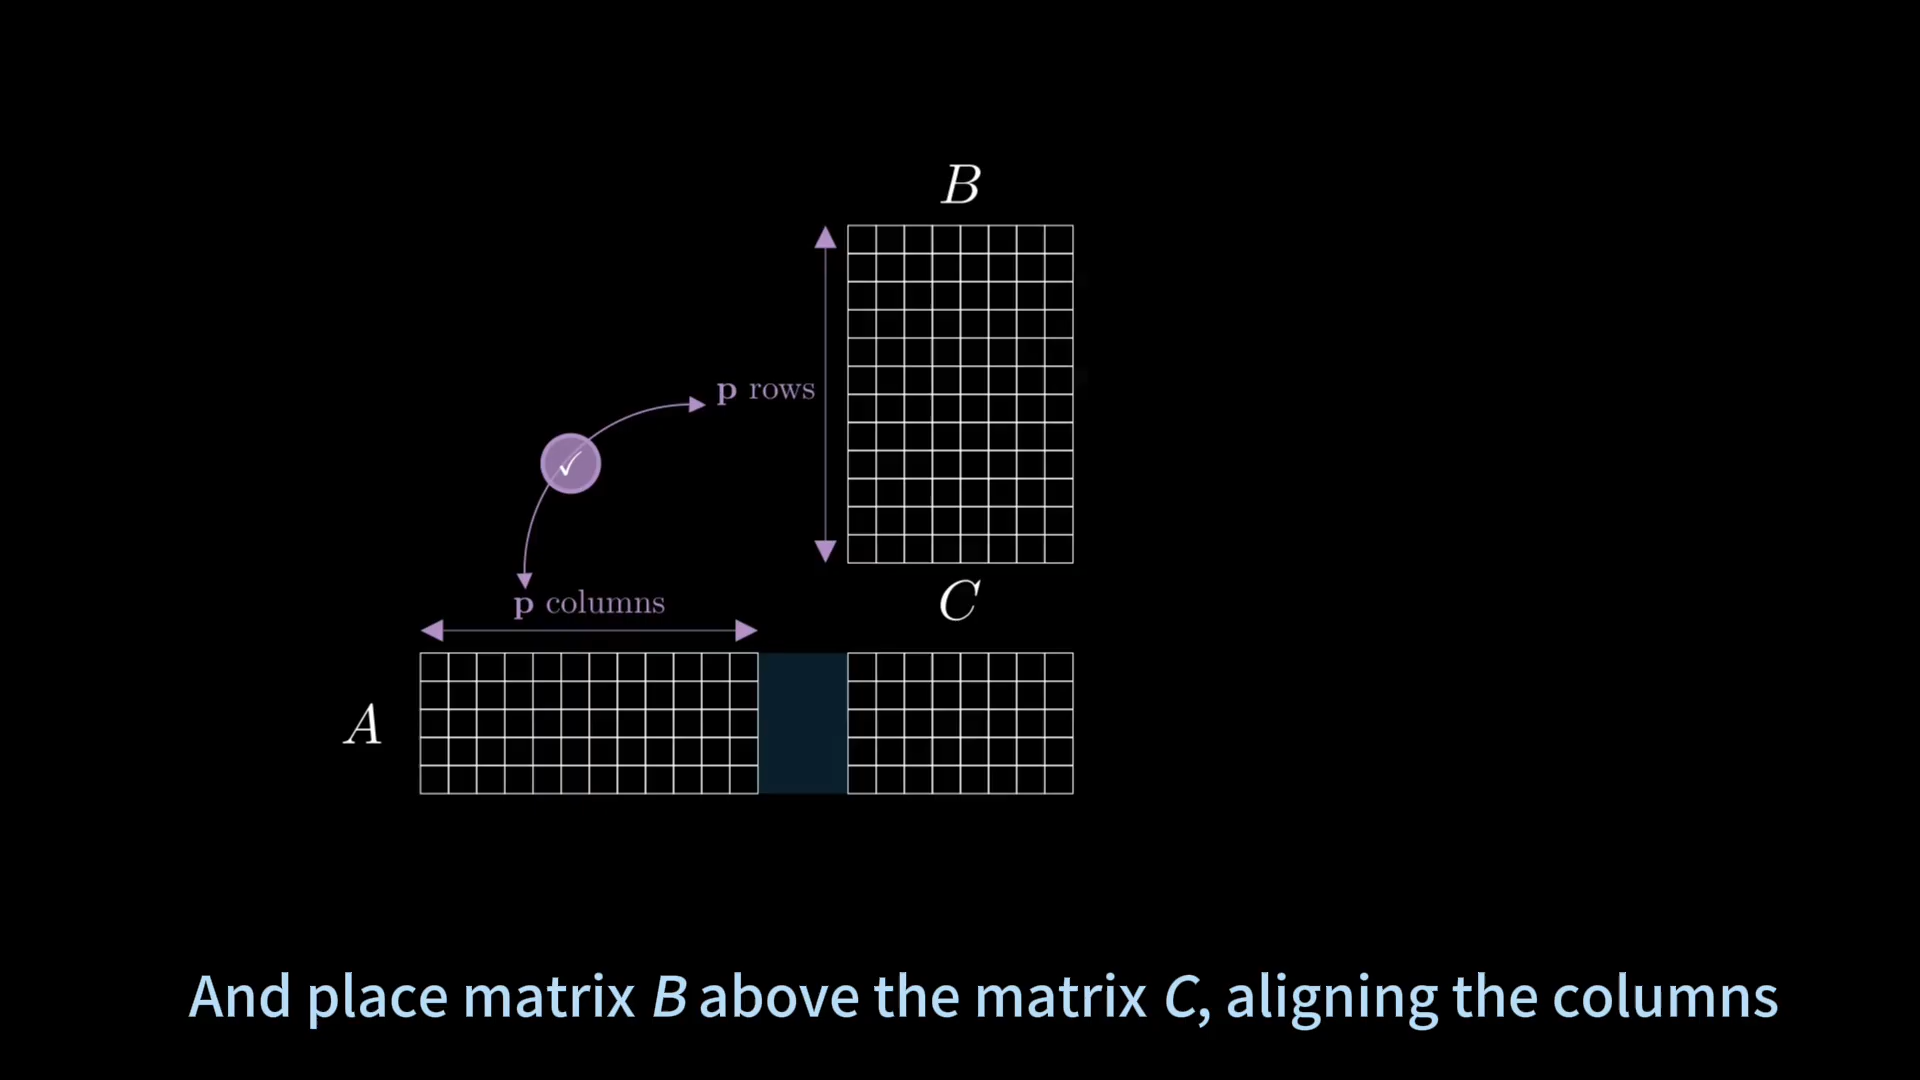 B
p rows
✓
p columns
C
A
And place matrix B above the matrix C, aligning the columns